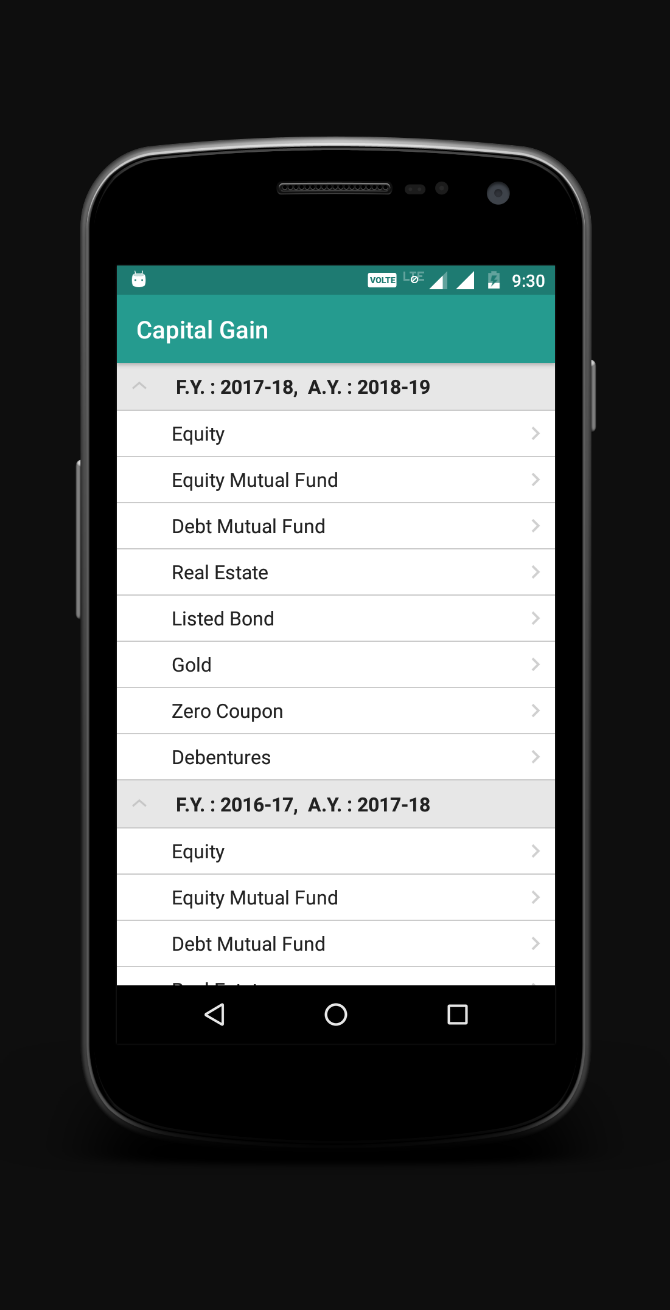 VOLTE LTE 9:30
Capital Gain
F.Y. : 2017-18, A.Y. : 2018-19
Equity
Equity Mutual Fund
Debt Mutual Fund
Real Estate
Listed Bond
Gold
Zero Coupon
Debentures
F.Y. : 2016-17, A.Y. : 2017-18
Equity
Equity Mutual Fund
Debt Mutual Fund